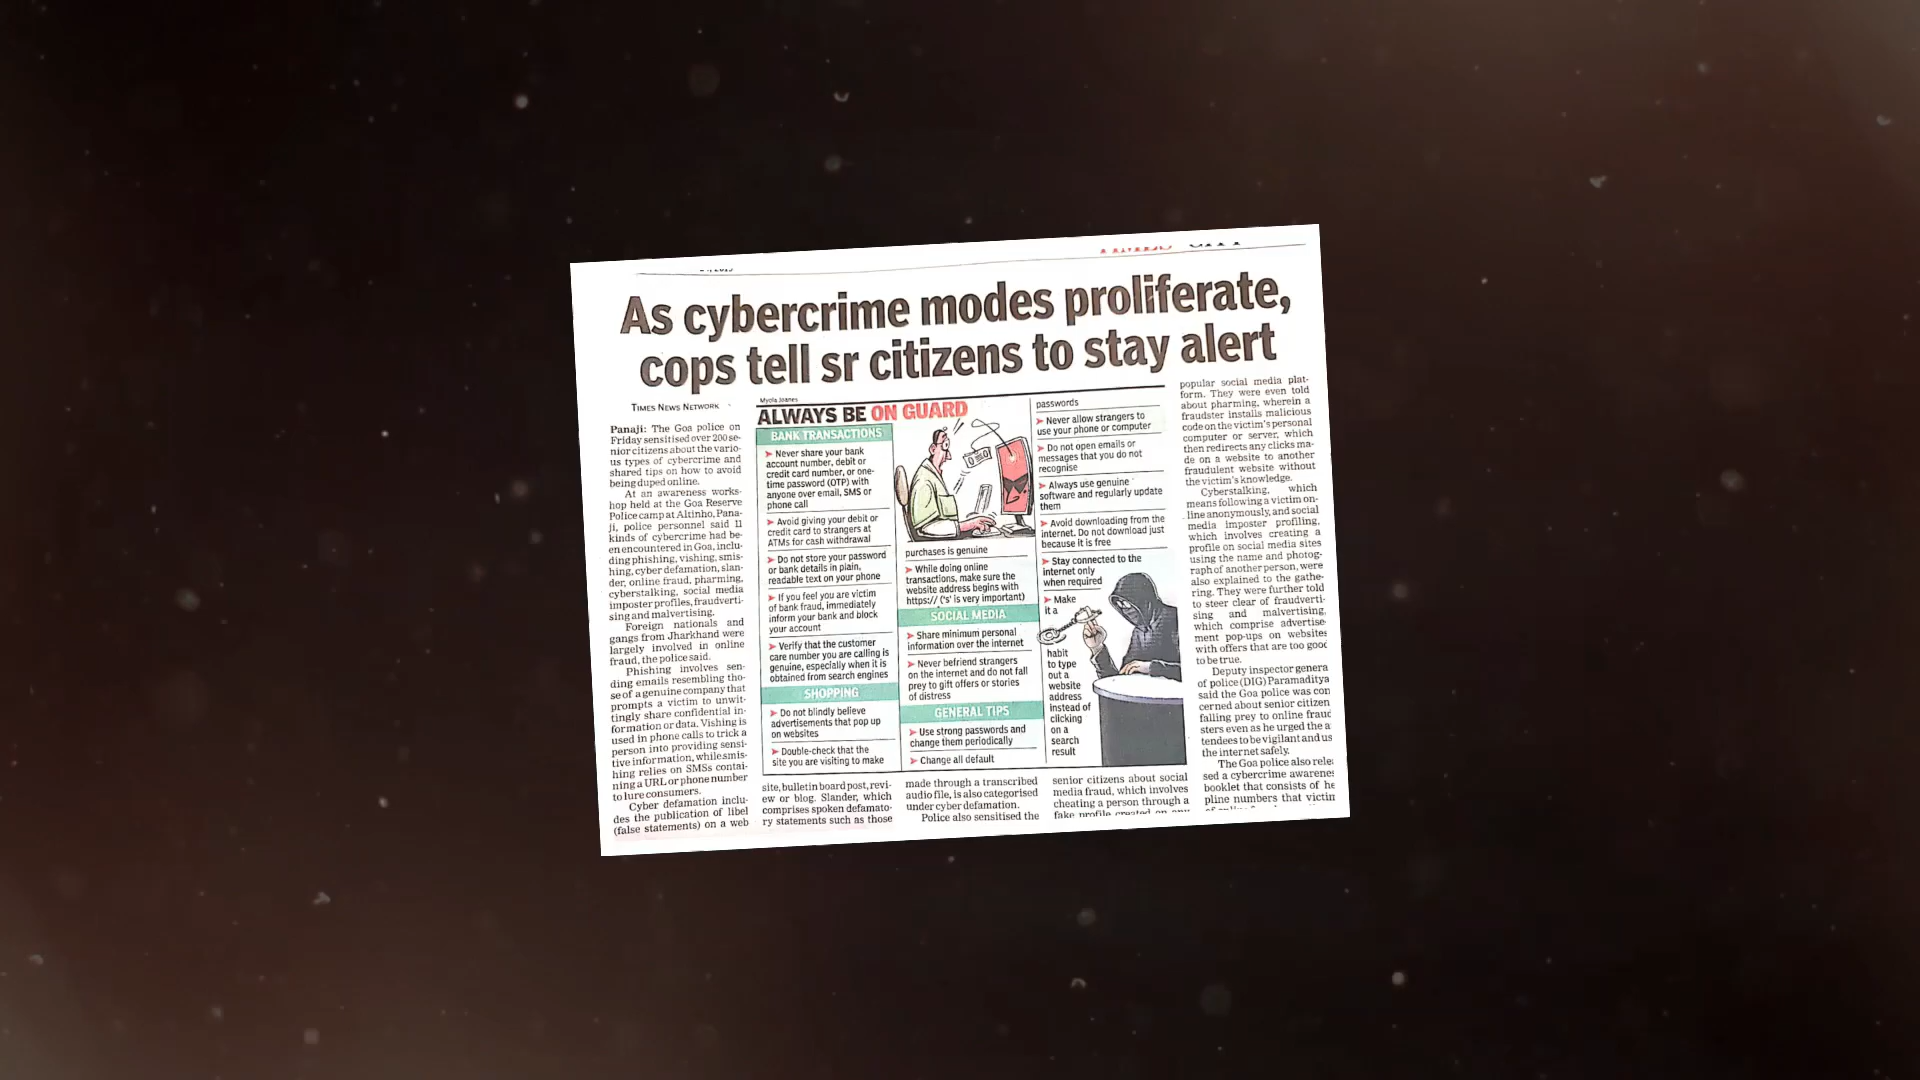 TIMES CITY
As cybercrime modes proliferate,
cops tell sr citizens to stay alert
TIMES NEWS NETWORK
Panaji: The Goa police on
Friday sensitised over 200 se-
nior citizens about the vario-
us types of cybercrime and
shared tips on how to avoid
being duped online.
At an awareness works-
hop held at the Goa Reserve
Police camp at Altinho, Pana-
ji, police personnel said 11
kinds of cybercrime had be-
en encountered in Goa, inclu-
ding phishing, vishing, smis-
hing, cyber defamation, slan-
der, online fraud, pharming,
cyberstalking, social media
imposter profiles, fraudverti-
sing and malvertising.
Foreign nationals and
gangs from Jharkhand were
largely involved in online
fraud, the police said.
Phishing involves sen-
ding emails resembling tho-
se of a genuine company that
prompts a victim to unwit-
tingly share confidential in-
formation or data. Vishing is
used in phone calls to trick a
person into providing sensi-
tive information, while smis-
hing relies on SMSs contai-
ning a URL or phone number
to lure consumers.
Cyber defamation inclu-
des the publication of libel
(false statements) on a web
Myola Joanes
ALWAYS BE ON GUARD
BANK TRANSACTIONS
➤ Never share your bank
account number, debit or
credit card number, or one-
time password (OTP) with
anyone over email, SMS or
phone call
➤ Avoid giving your debit or
credit card to strangers at
ATMs for cash withdrawal
➤ Do not store your password
or bank details in plain,
readable text on your phone
➤ If you feel you are victim
of bank fraud, immediately
inform your bank and block
your account
➤ Verify that the customer
care number you are calling is
genuine, especially when it is
obtained from search engines
SHOPPING
➤ Do not blindly believe
advertisements that pop up
on websites
➤ Double-check that the
site you are visiting to make
purchases is genuine
➤ While doing online
transactions, make sure the
website address begins with
https:// ('s' is very important)
SOCIAL MEDIA
➤ Share minimum personal
information over the internet
➤ Never befriend strangers
on the internet and do not fall
prey to gift offers or stories
of distress
GENERAL TIPS
➤ Use strong passwords and
change them periodically
➤ Change all default
passwords
➤ Never allow strangers to
use your phone or computer
➤ Do not open emails or
messages that you do not
recognise
➤ Always use genuine
software and regularly update
them
➤ Avoid downloading from the
internet. Do not download just
because it is free
➤ Stay connected to the
internet only
when required
➤ Make
it a
habit
to type
out a
website
address
instead of
clicking
on a
search
result
site, bulletin board post, revi-
ew or blog. Slander, which
comprises spoken defamato-
ry statements such as those
made through a transcribed
audio file, is also categorised
under cyber defamation.
Police also sensitised the
senior citizens about social
media fraud, which involves
cheating a person through a
fake profile created on any
popular social media plat-
form. They were even told
about pharming, wherein a
fraudster installs malicious
code on the victim's personal
computer or server, which
then redirects any clicks ma-
de on a website to another
fraudulent website without
the victim's knowledge.
Cyberstalking, which
means following a victim on-
line anonymously, and social
media imposter profiling,
which involves creating a
profile on social media sites
using the name and photog-
raph of another person, were
also explained to the gathe-
ring. They were further told
to steer clear of fraudverti-
sing and malvertising,
which comprise advertise-
ment pop-ups on websites
with offers that are too good
to be true.
Deputy inspector genera
of police (DIG) Paramaditya
said the Goa police was con
cerned about senior citizen
falling prey to online fraud
sters even as he urged the a
tendees to be vigilant and us
the internet safely.
The Goa police also relea
sed a cybercrime awarenes
booklet that consists of he
pline numbers that victim